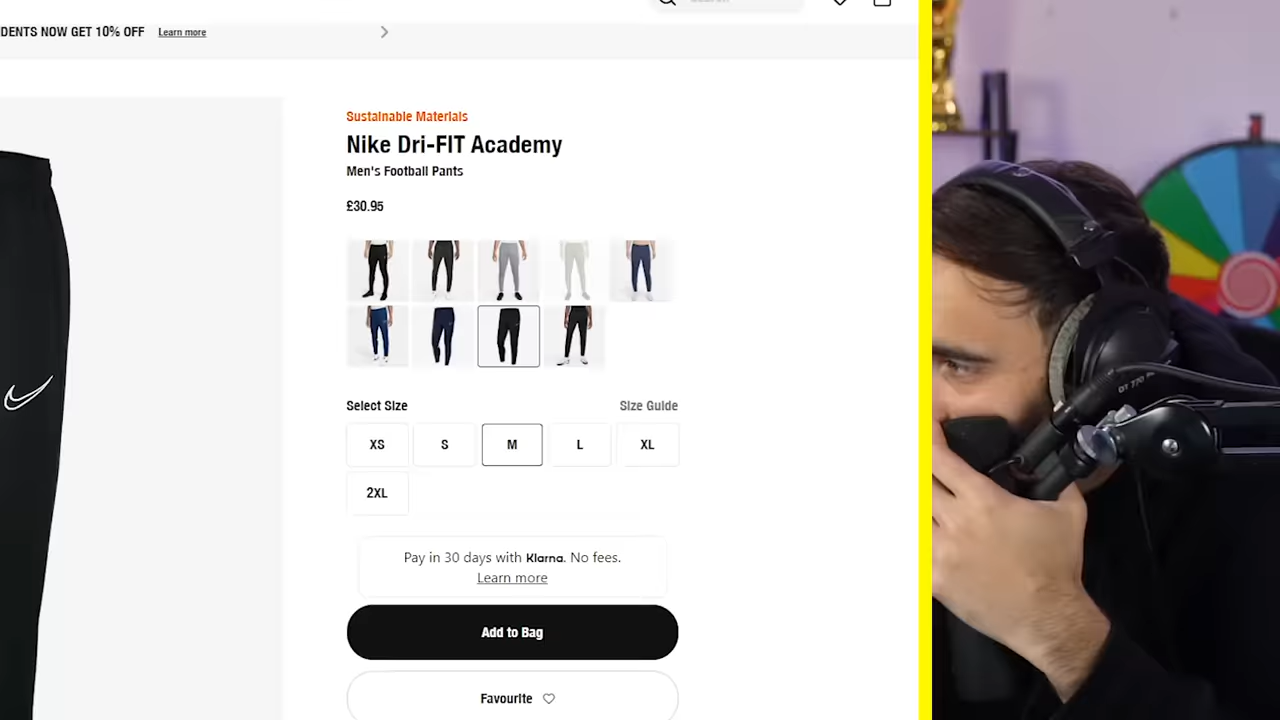 DENTS NOW GET 10% OFF Learn more
Sustainable Materials
Nike Dri-FIT Academy
Men's Football Pants
£30.95
Select Size Size Guide
XS S M L XL
2XL
Pay in 30 days with Klarna. No fees.
Learn more
Add to Bag
Favourite
DT 770